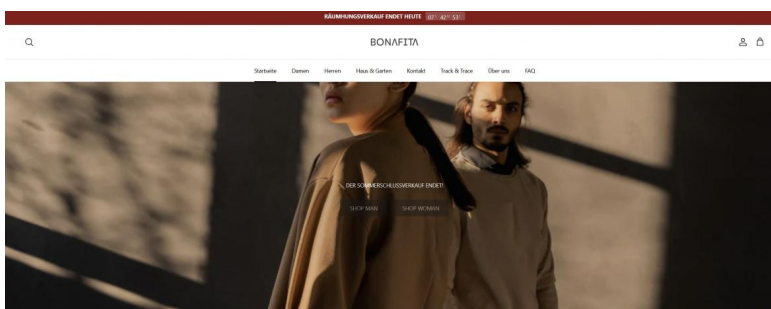 RÄUMHUNGSVERKAUF ENDET HEUTE
BONAFITA
Startseite Damen Herren Haus & Garten Kontakt Track & Trace Über uns FAQ
DER SOMMERSCHLUSSVERKAUF ENDET!
SHOP MAN SHOP WOMAN